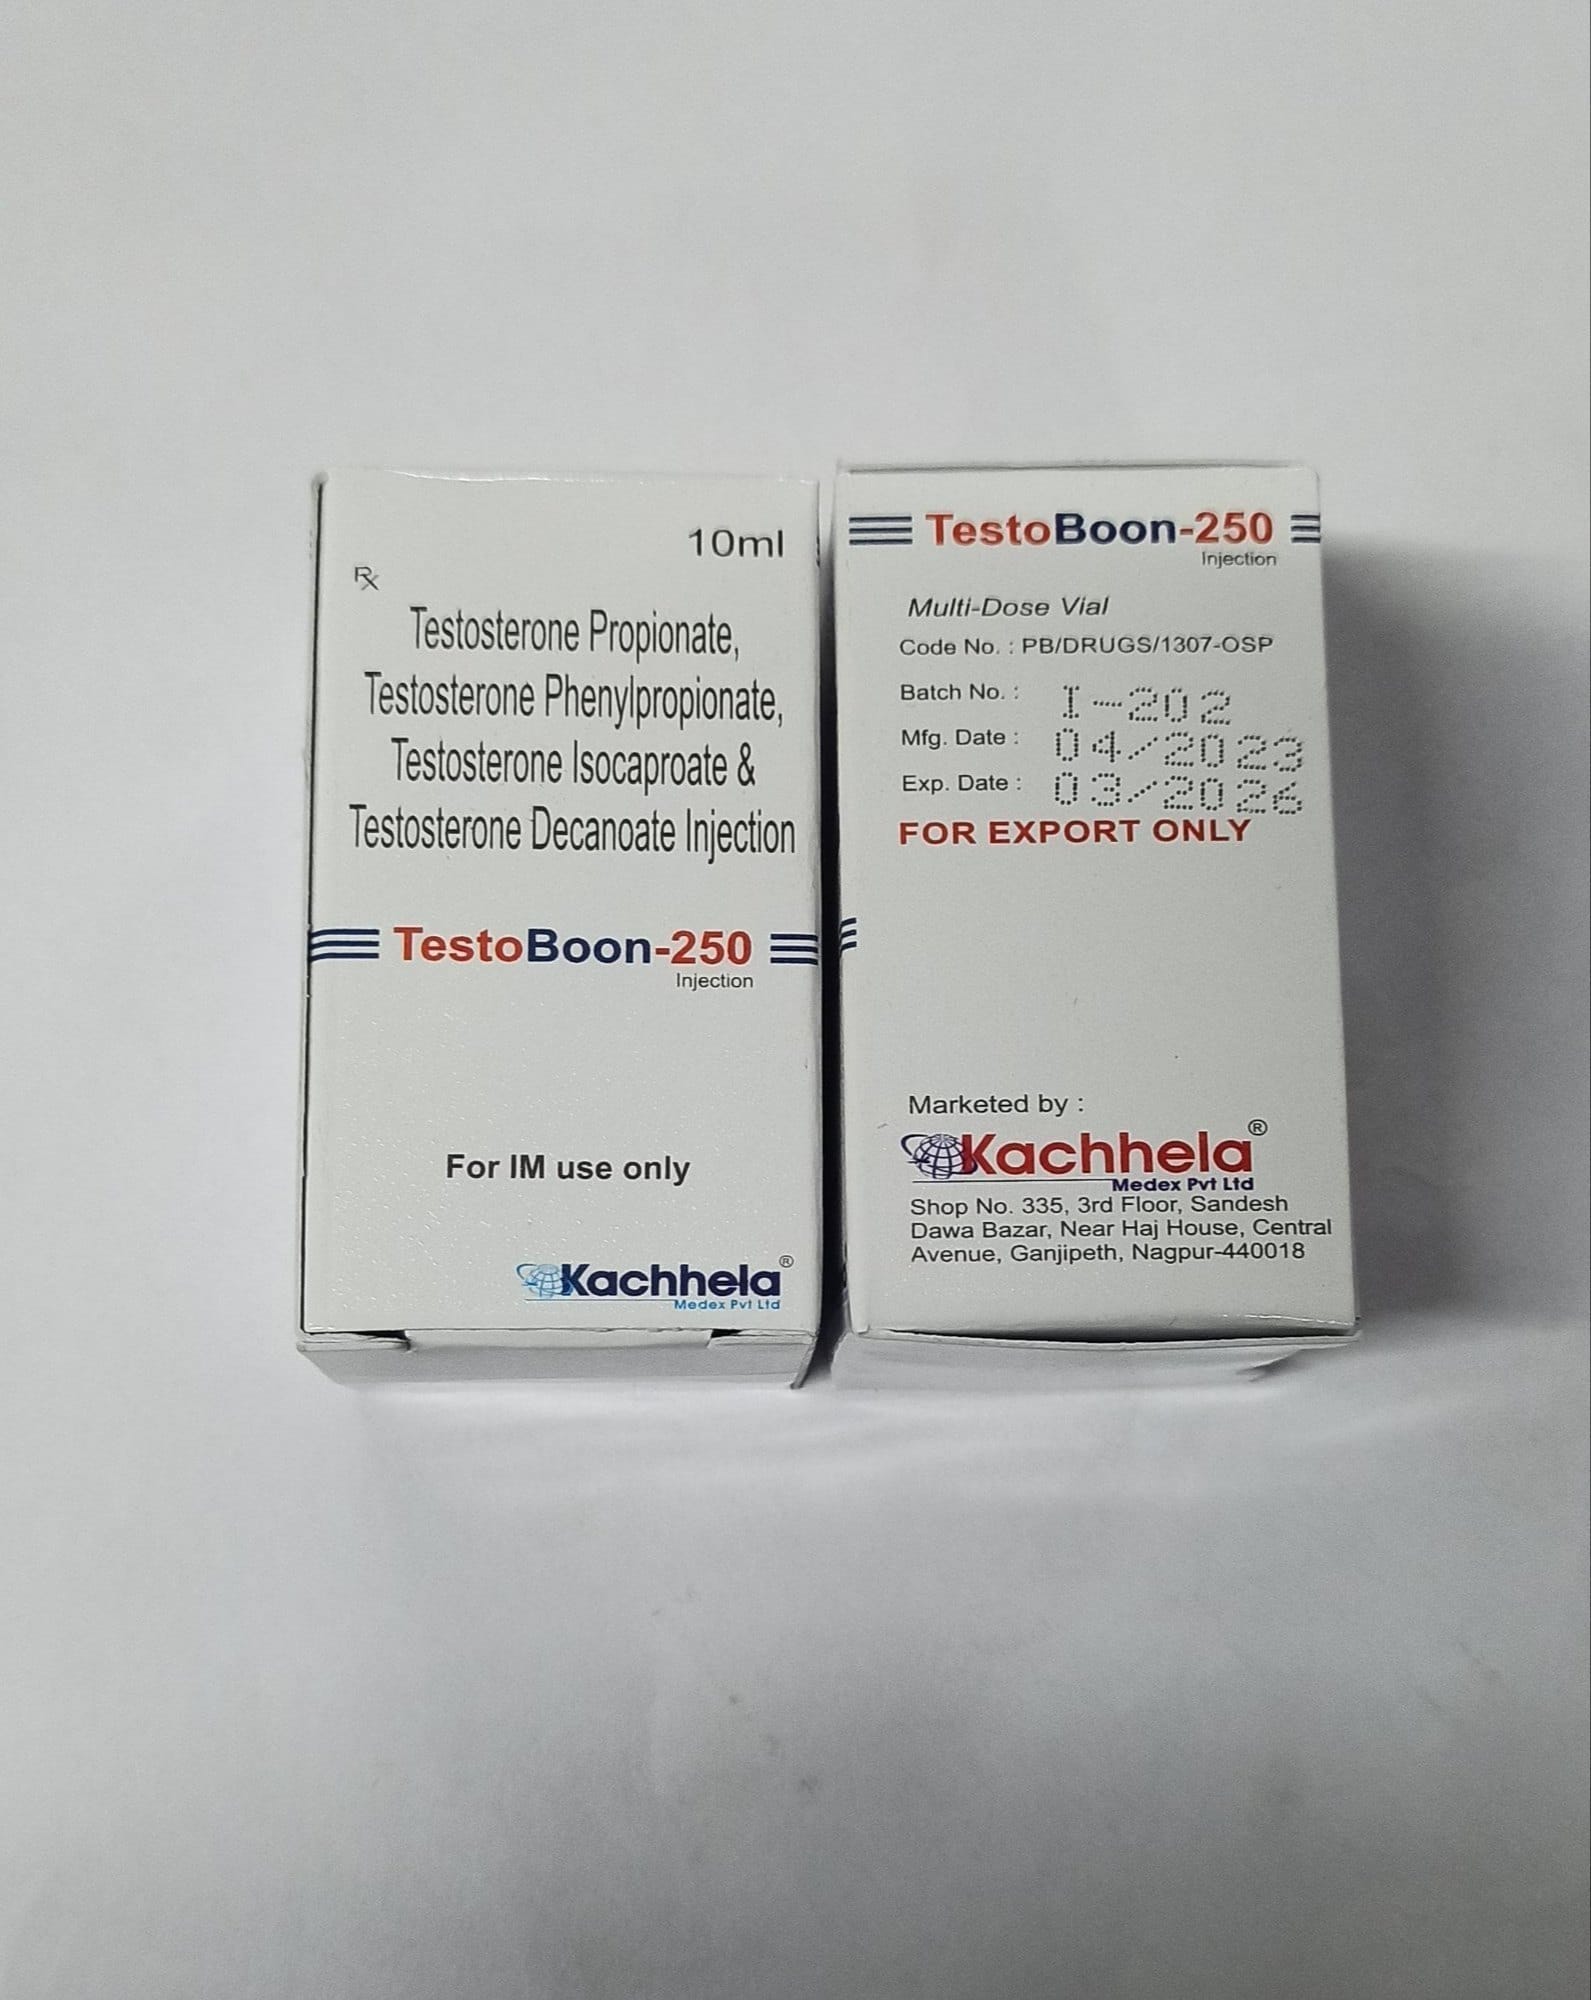 10ml
Rx
Testosterone Propionate,
Testosterone Phenylpropionate,
Testosterone Isocaproate &
Testosterone Decanoate Injection
TestoBoon-250
Injection
For IM use only
Kachhela®
Medex Pvt Ltd
TestoBoon-250
Injection
Multi-Dose Vial
Code No. : PB/DRUGS/1307-OSP
Batch No. : I-202
Mfg. Date : 04/2023
Exp. Date : 03/2026
FOR EXPORT ONLY
Marketed by :
Kachhela®
Medex Pvt Ltd
Shop No. 335, 3rd Floor, Sandesh
Dawa Bazar, Near Haj House, Central
Avenue, Ganjipeth, Nagpur-440018